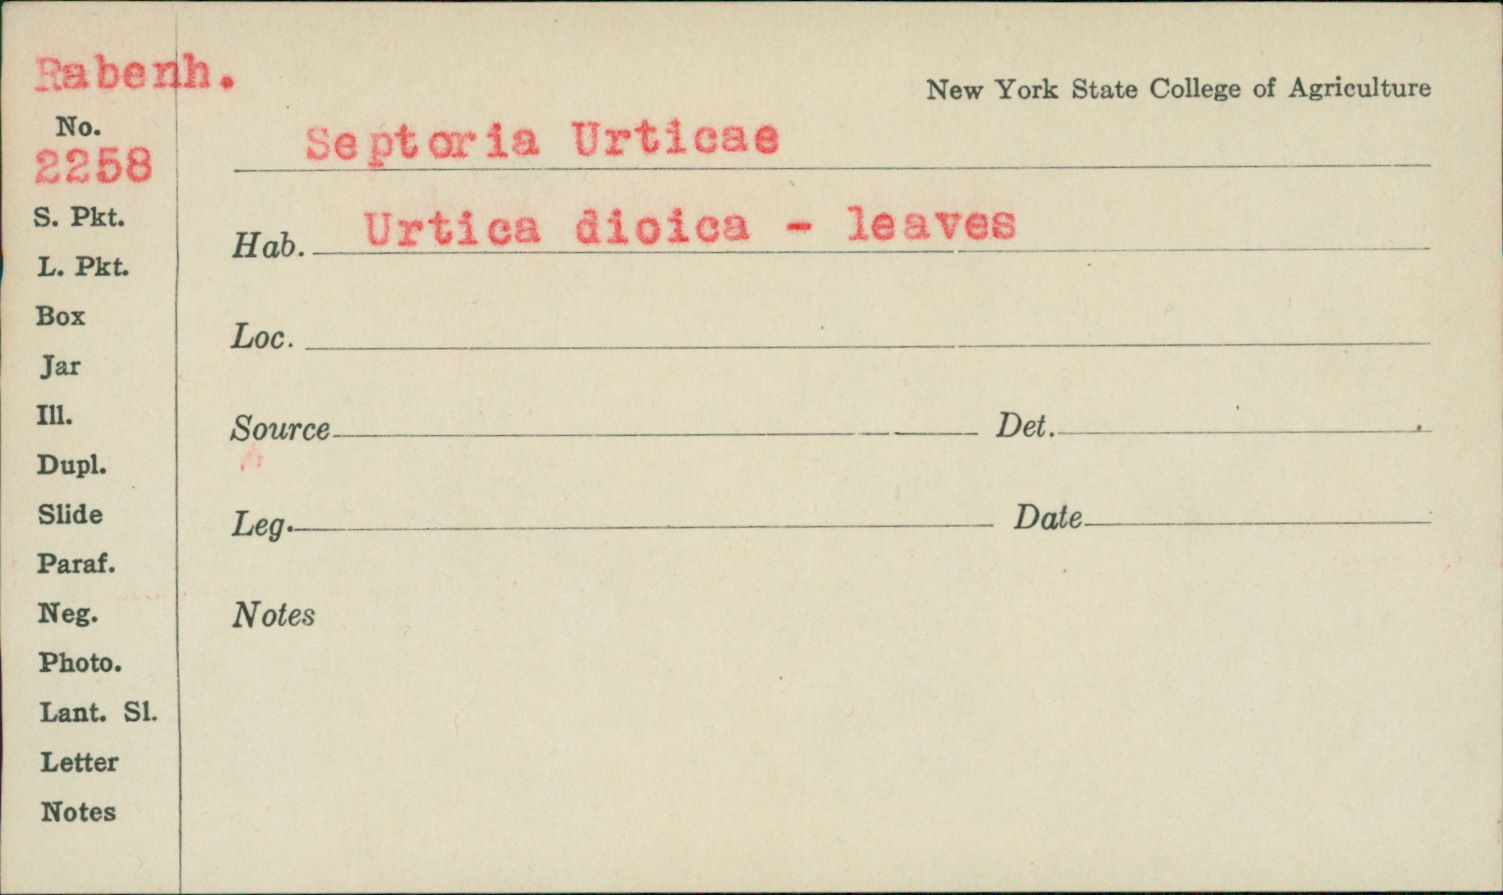 Rabenh.
New York State College of Agriculture
No.
2258
Septoria Urticae
Hab. Urtica dioica - leaves
Loc.
Source
Det.
Leg.
Date
Notes
S. Pkt.
L. Pkt.
Box
Jar
Ill.
Dupl.
Slide
Paraf.
Neg.
Photo.
Lant. Sl.
Letter
Notes